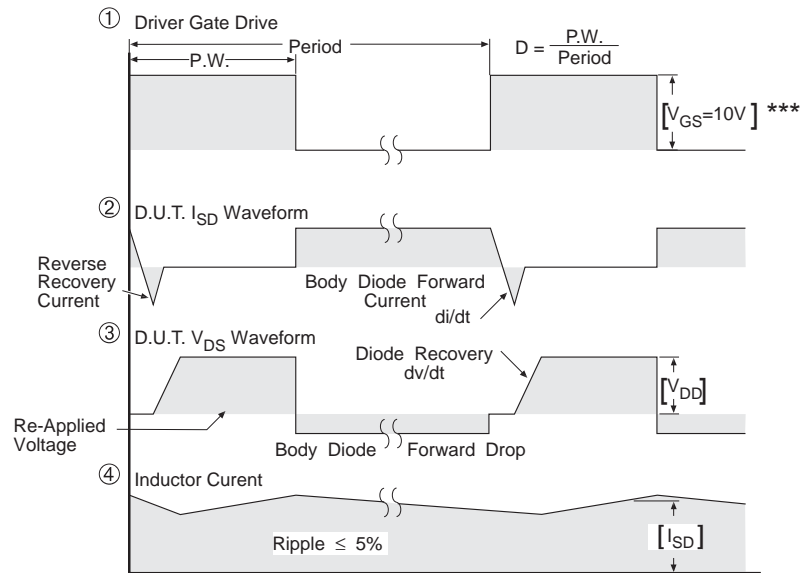 ① Driver Gate Drive
Period
P.W.
D = P.W.
Period
[VGS=10V] ***
② D.U.T. ISD Waveform
Reverse
Recovery
Current
Body Diode Forward
Current
di/dt
③ D.U.T. VDS Waveform
Diode Recovery
dv/dt
[VDD]
Re-Applied
Voltage
Body Diode Forward Drop
④ Inductor Curent
Ripple ≤ 5%
[ISD]